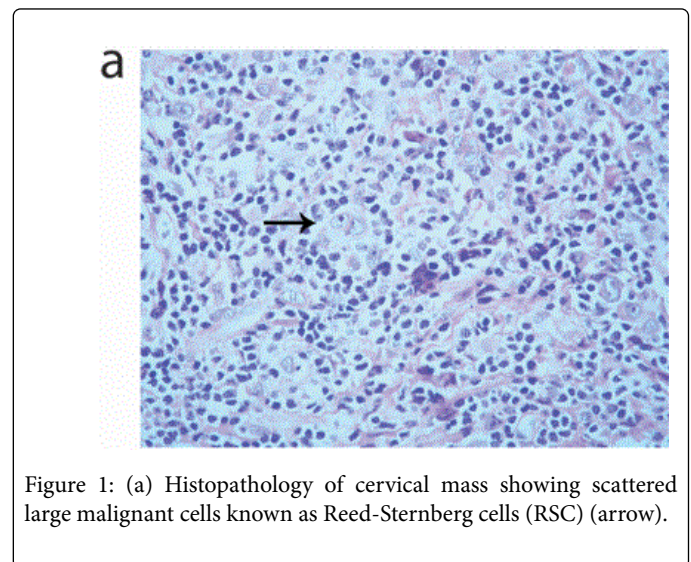 a
Figure 1: (a) Histopathology of cervical mass showing scattered
large malignant cells known as Reed-Sternberg cells (RSC) (arrow).